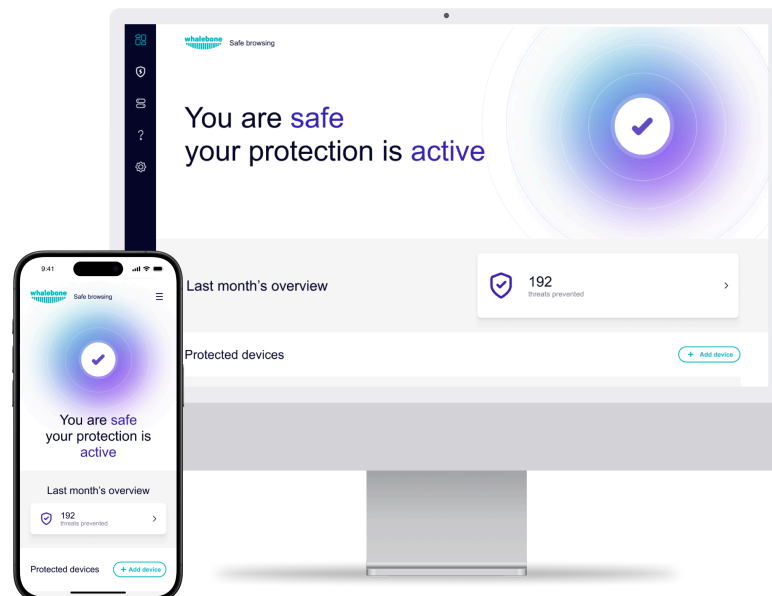 whalebone
Safe browsing
?
You are safe
your protection is active
Last month's overview
192
threats prevented
Protected devices
+ Add device
9:41
whalebone
Safe browsing
You are safe
your protection is
active
Last month's overview
192
threats prevented
Protected devices
+ Add device